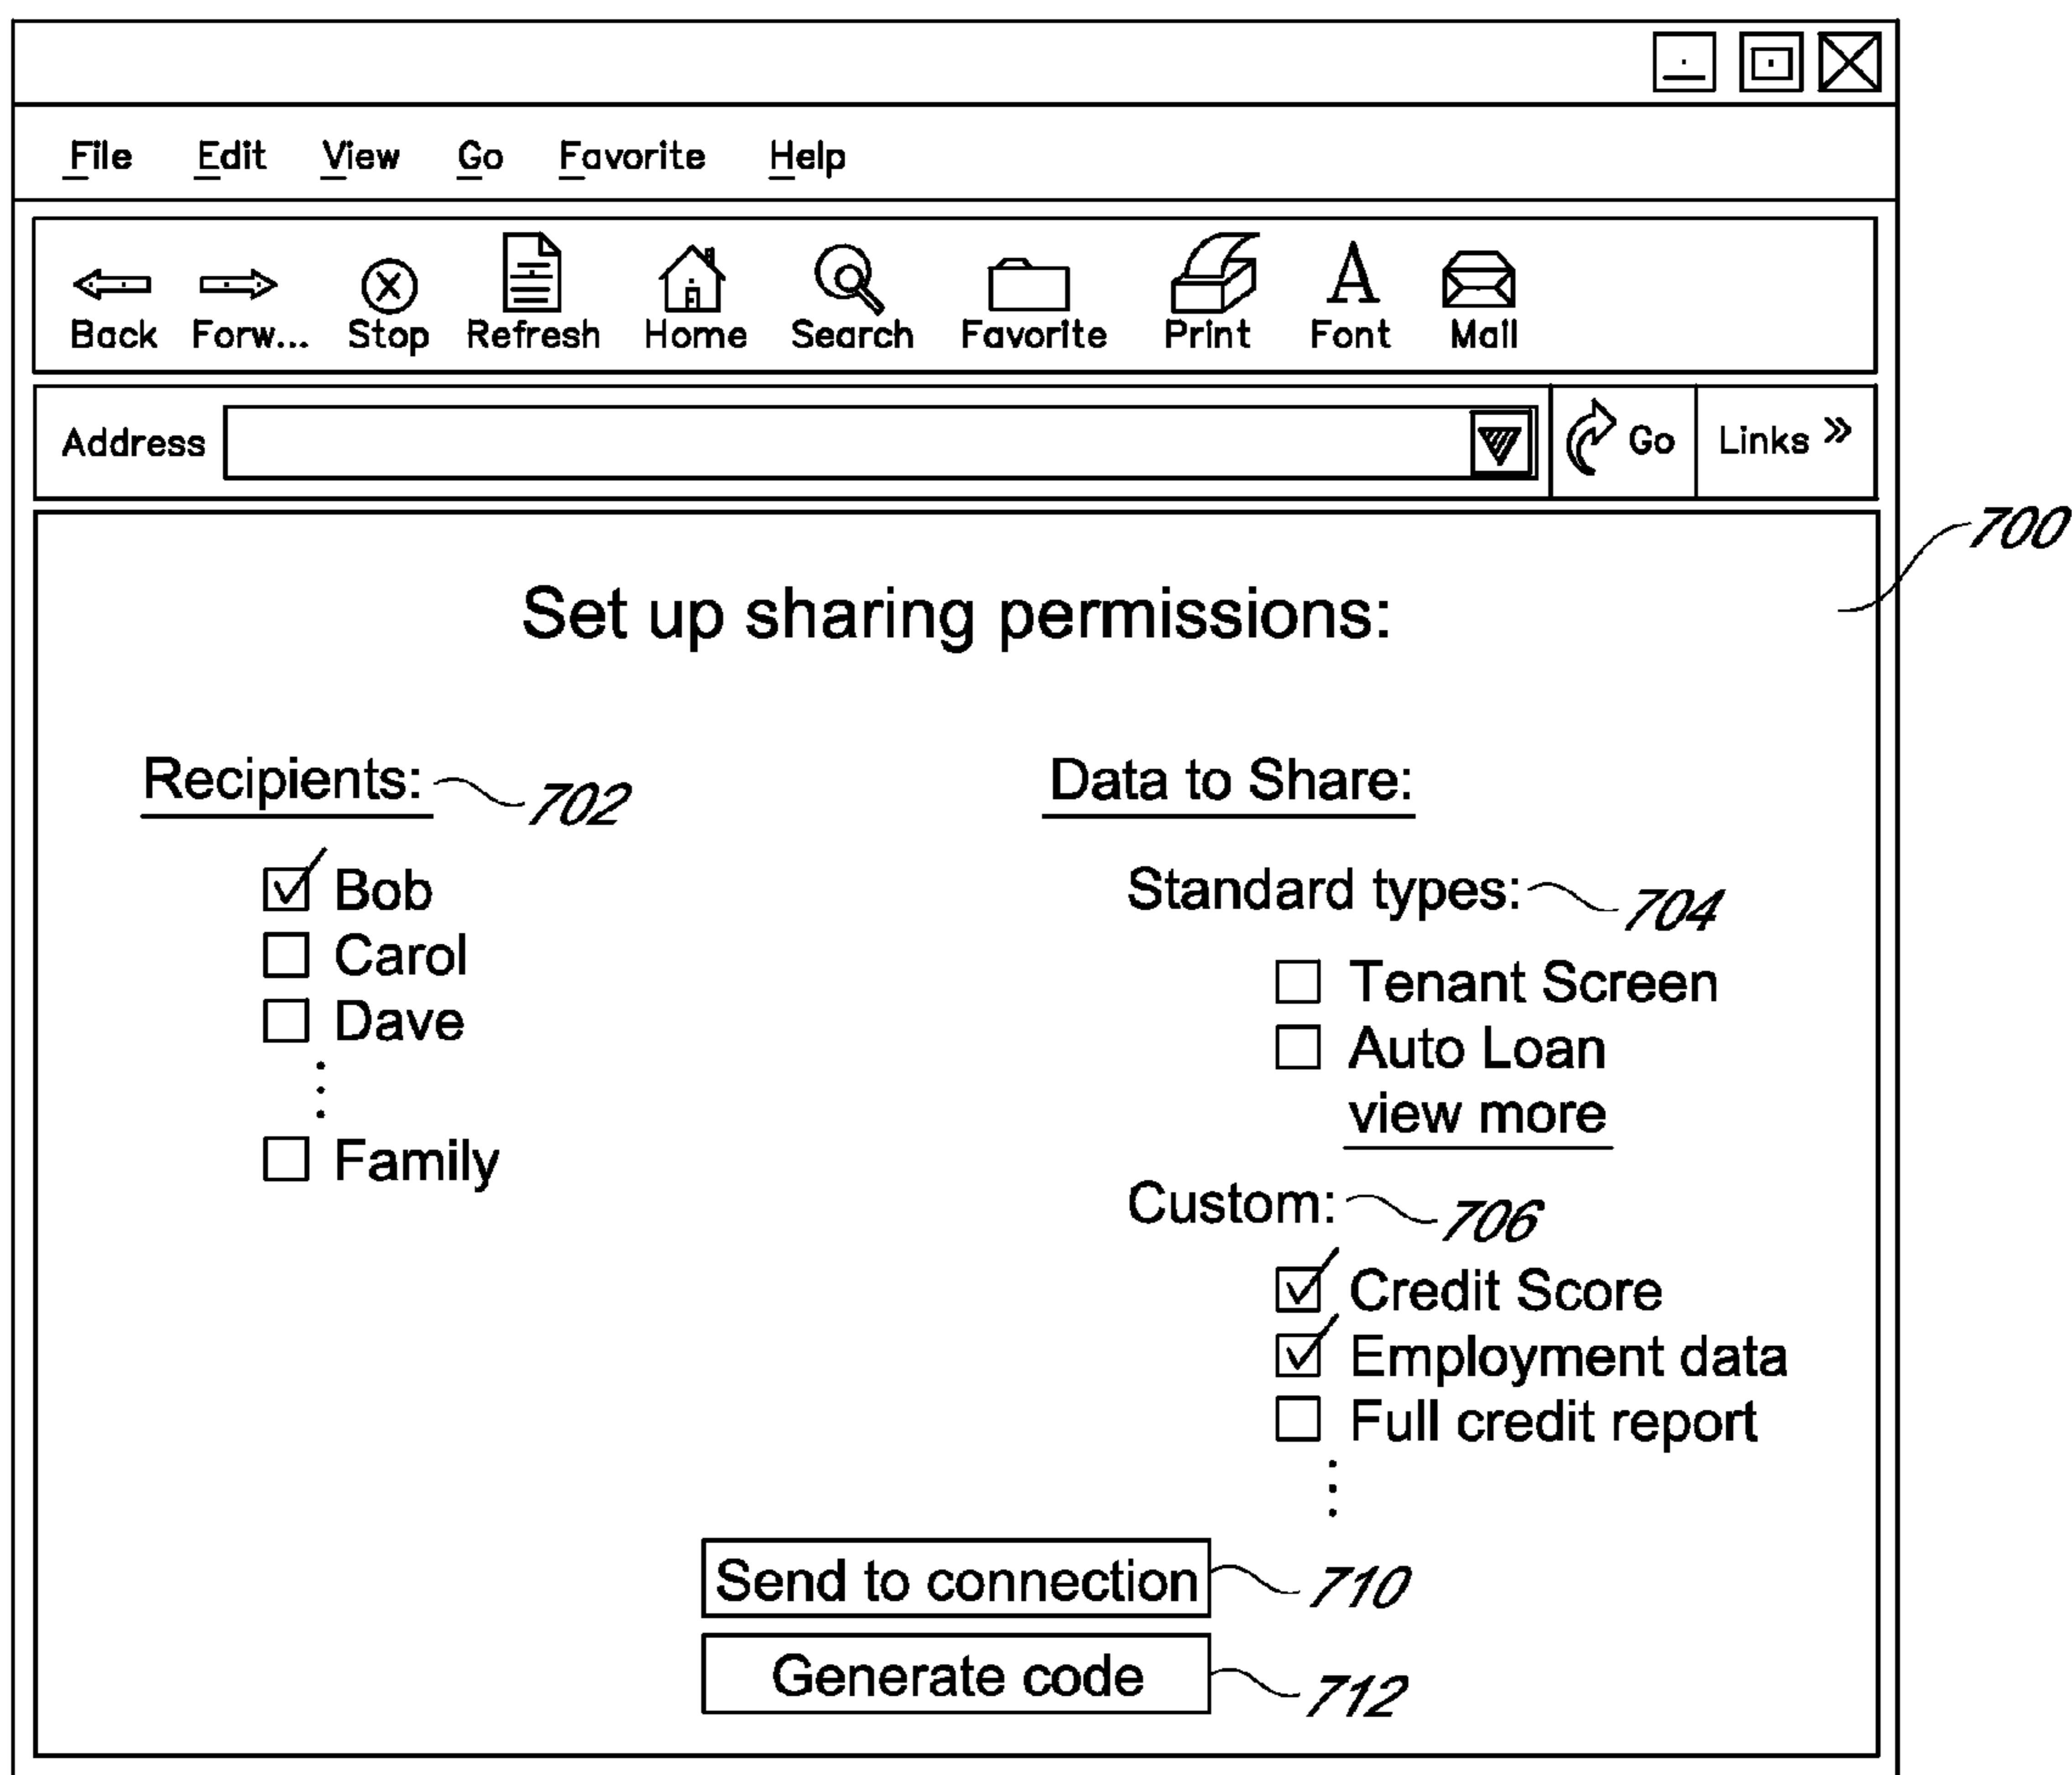 File Edit View Go Favorite Help
Back Forw... Stop Refresh Home Search Favorite Print Font Mail
Address Go Links »
700
Set up sharing permissions:
Recipients: 702
Bob
Carol
Dave
Family
Data to Share:
Standard types: 704
Tenant Screen
Auto Loan
view more
Custom: 706
Credit Score
Employment data
Full credit report
Send to connection 710
Generate code 712